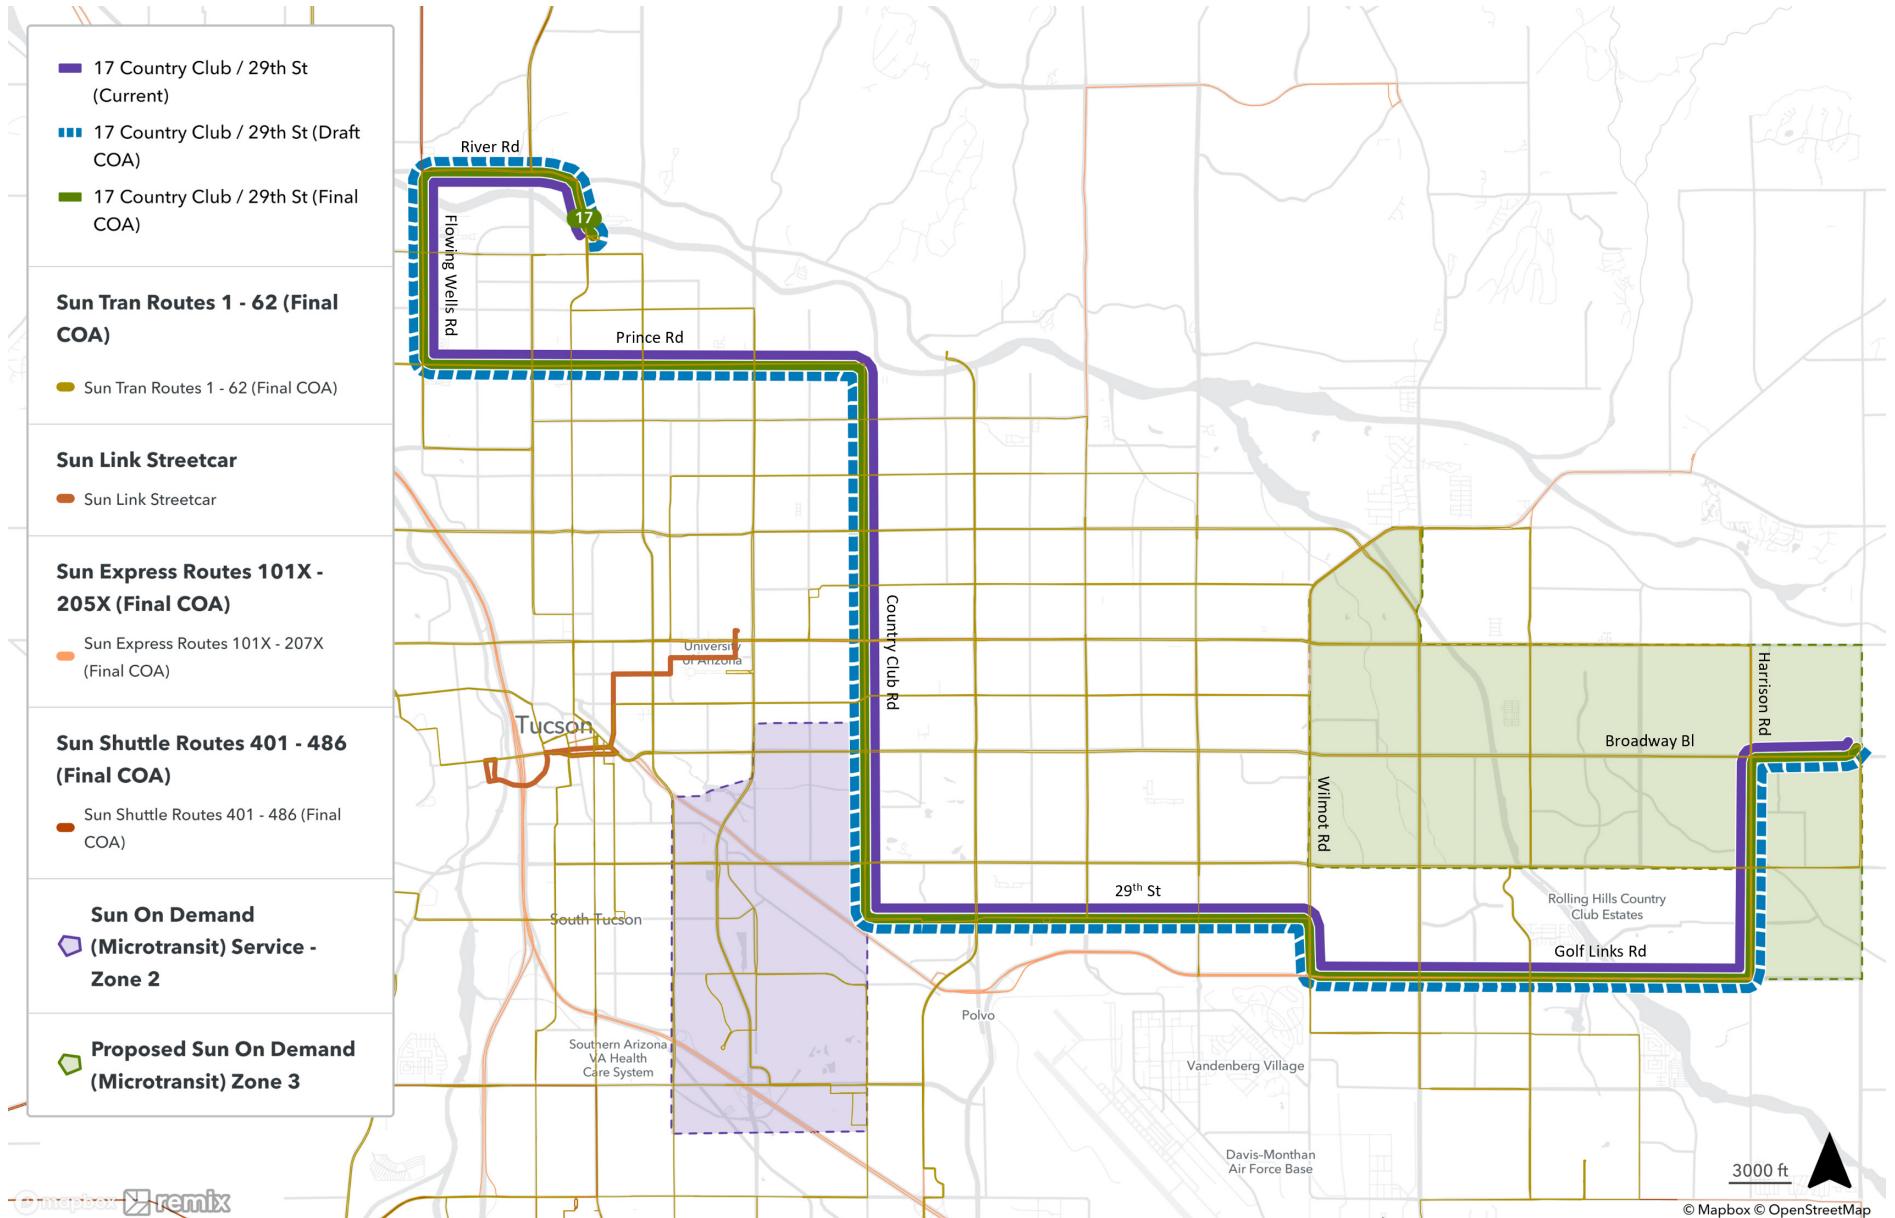 17 Country Club / 29th St
(Current)
17 Country Club / 29th St (Draft
COA)
17 Country Club / 29th St (Final
COA)
Sun Tran Routes 1 - 62 (Final
COA)
Sun Tran Routes 1 - 62 (Final COA)
Sun Link Streetcar
Sun Link Streetcar
Sun Express Routes 101X -
205X (Final COA)
Sun Express Routes 101X - 207X
(Final COA)
Sun Shuttle Routes 401 - 486
(Final COA)
Sun Shuttle Routes 401 - 486 (Final
COA)
Sun On Demand
(Microtransit) Service -
Zone 2
Proposed Sun On Demand
(Microtransit) Zone 3
River Rd
17
Flowing Wells Rd
Prince Rd
Country Club Rd
University
of Arizona
Tucson
Harrison Rd
Broadway Bl
Wilmot Rd
29th St
Rolling Hills Country
Club Estates
South Tucson
Golf Links Rd
Polvo
Southern Arizona
VA Health
Care System
Vandenberg Village
Davis-Monthan
Air Force Base
3000 ft
mapbox
remix
© Mapbox © OpenStreetMap